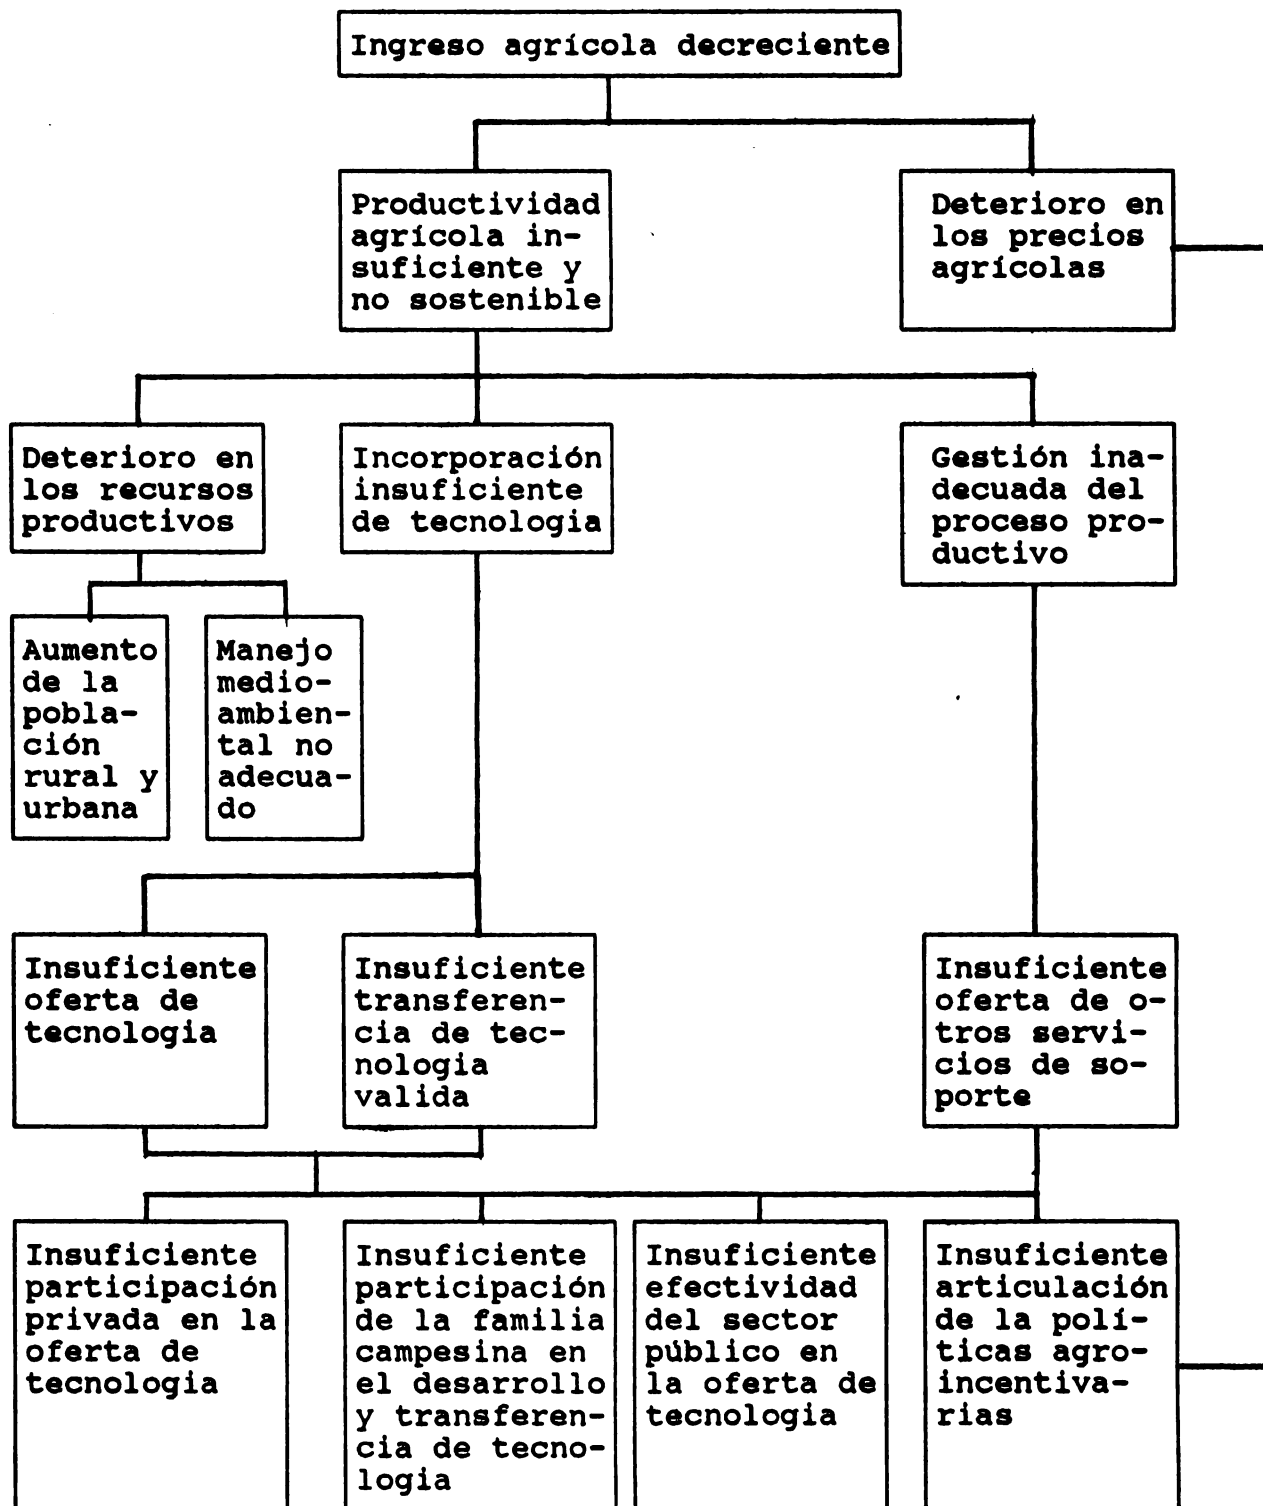 Ingreso agrícola decreciente
Productividad
agrícola in-
suficiente y
no sostenible
Deterioro en
los precios
agrícolas
Deterioro en
los recursos
productivos
Incorporación
insuficiente
de tecnologia
Gestión ina-
decuada del
proceso pro-
ductivo
Aumento
de la
pobla-
ción
rural y
urbana
Manejo
medio-
ambien-
tal no
adecua-
do
Insuficiente
oferta de
tecnologia
Insuficiente
transferen-
cia de tec-
nologia
valida
Insuficiente
oferta de o-
tros servi-
cios de so-
porte
Insuficiente
participación
privada en la
oferta de
tecnologia
Insuficiente
participación
de la familia
campesina en
el desarrollo
y transferen-
cia de tecno-
logia
Insuficiente
efectividad
del sector
público en
la oferta de
tecnologia
Insuficiente
articulación
de la polí-
ticas agro-
incentiva-
rias